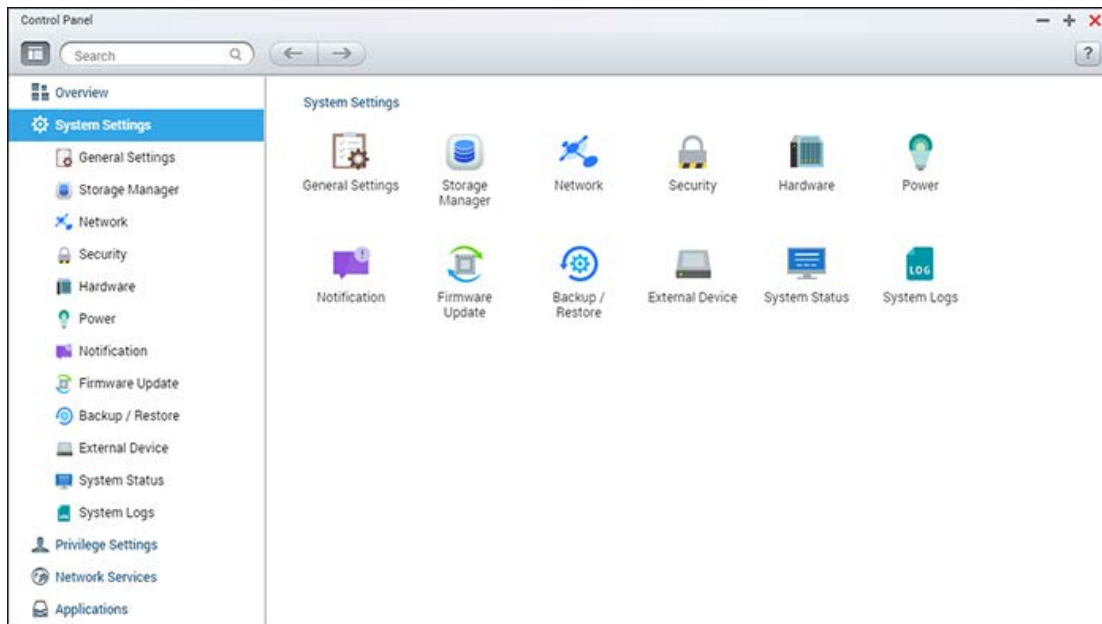 Control Panel
Search
?
Overview
System Settings
General Settings
Storage Manager
Network
Security
Hardware
Power
Notification
Firmware Update
Backup / Restore
External Device
System Status
System Logs
Privilege Settings
Network Services
Applications
System Settings
General Settings
Storage
Manager
Network
Security
Hardware
Power
Notification
Firmware
Update
Backup /
Restore
External Device
System Status
LOG
System Logs